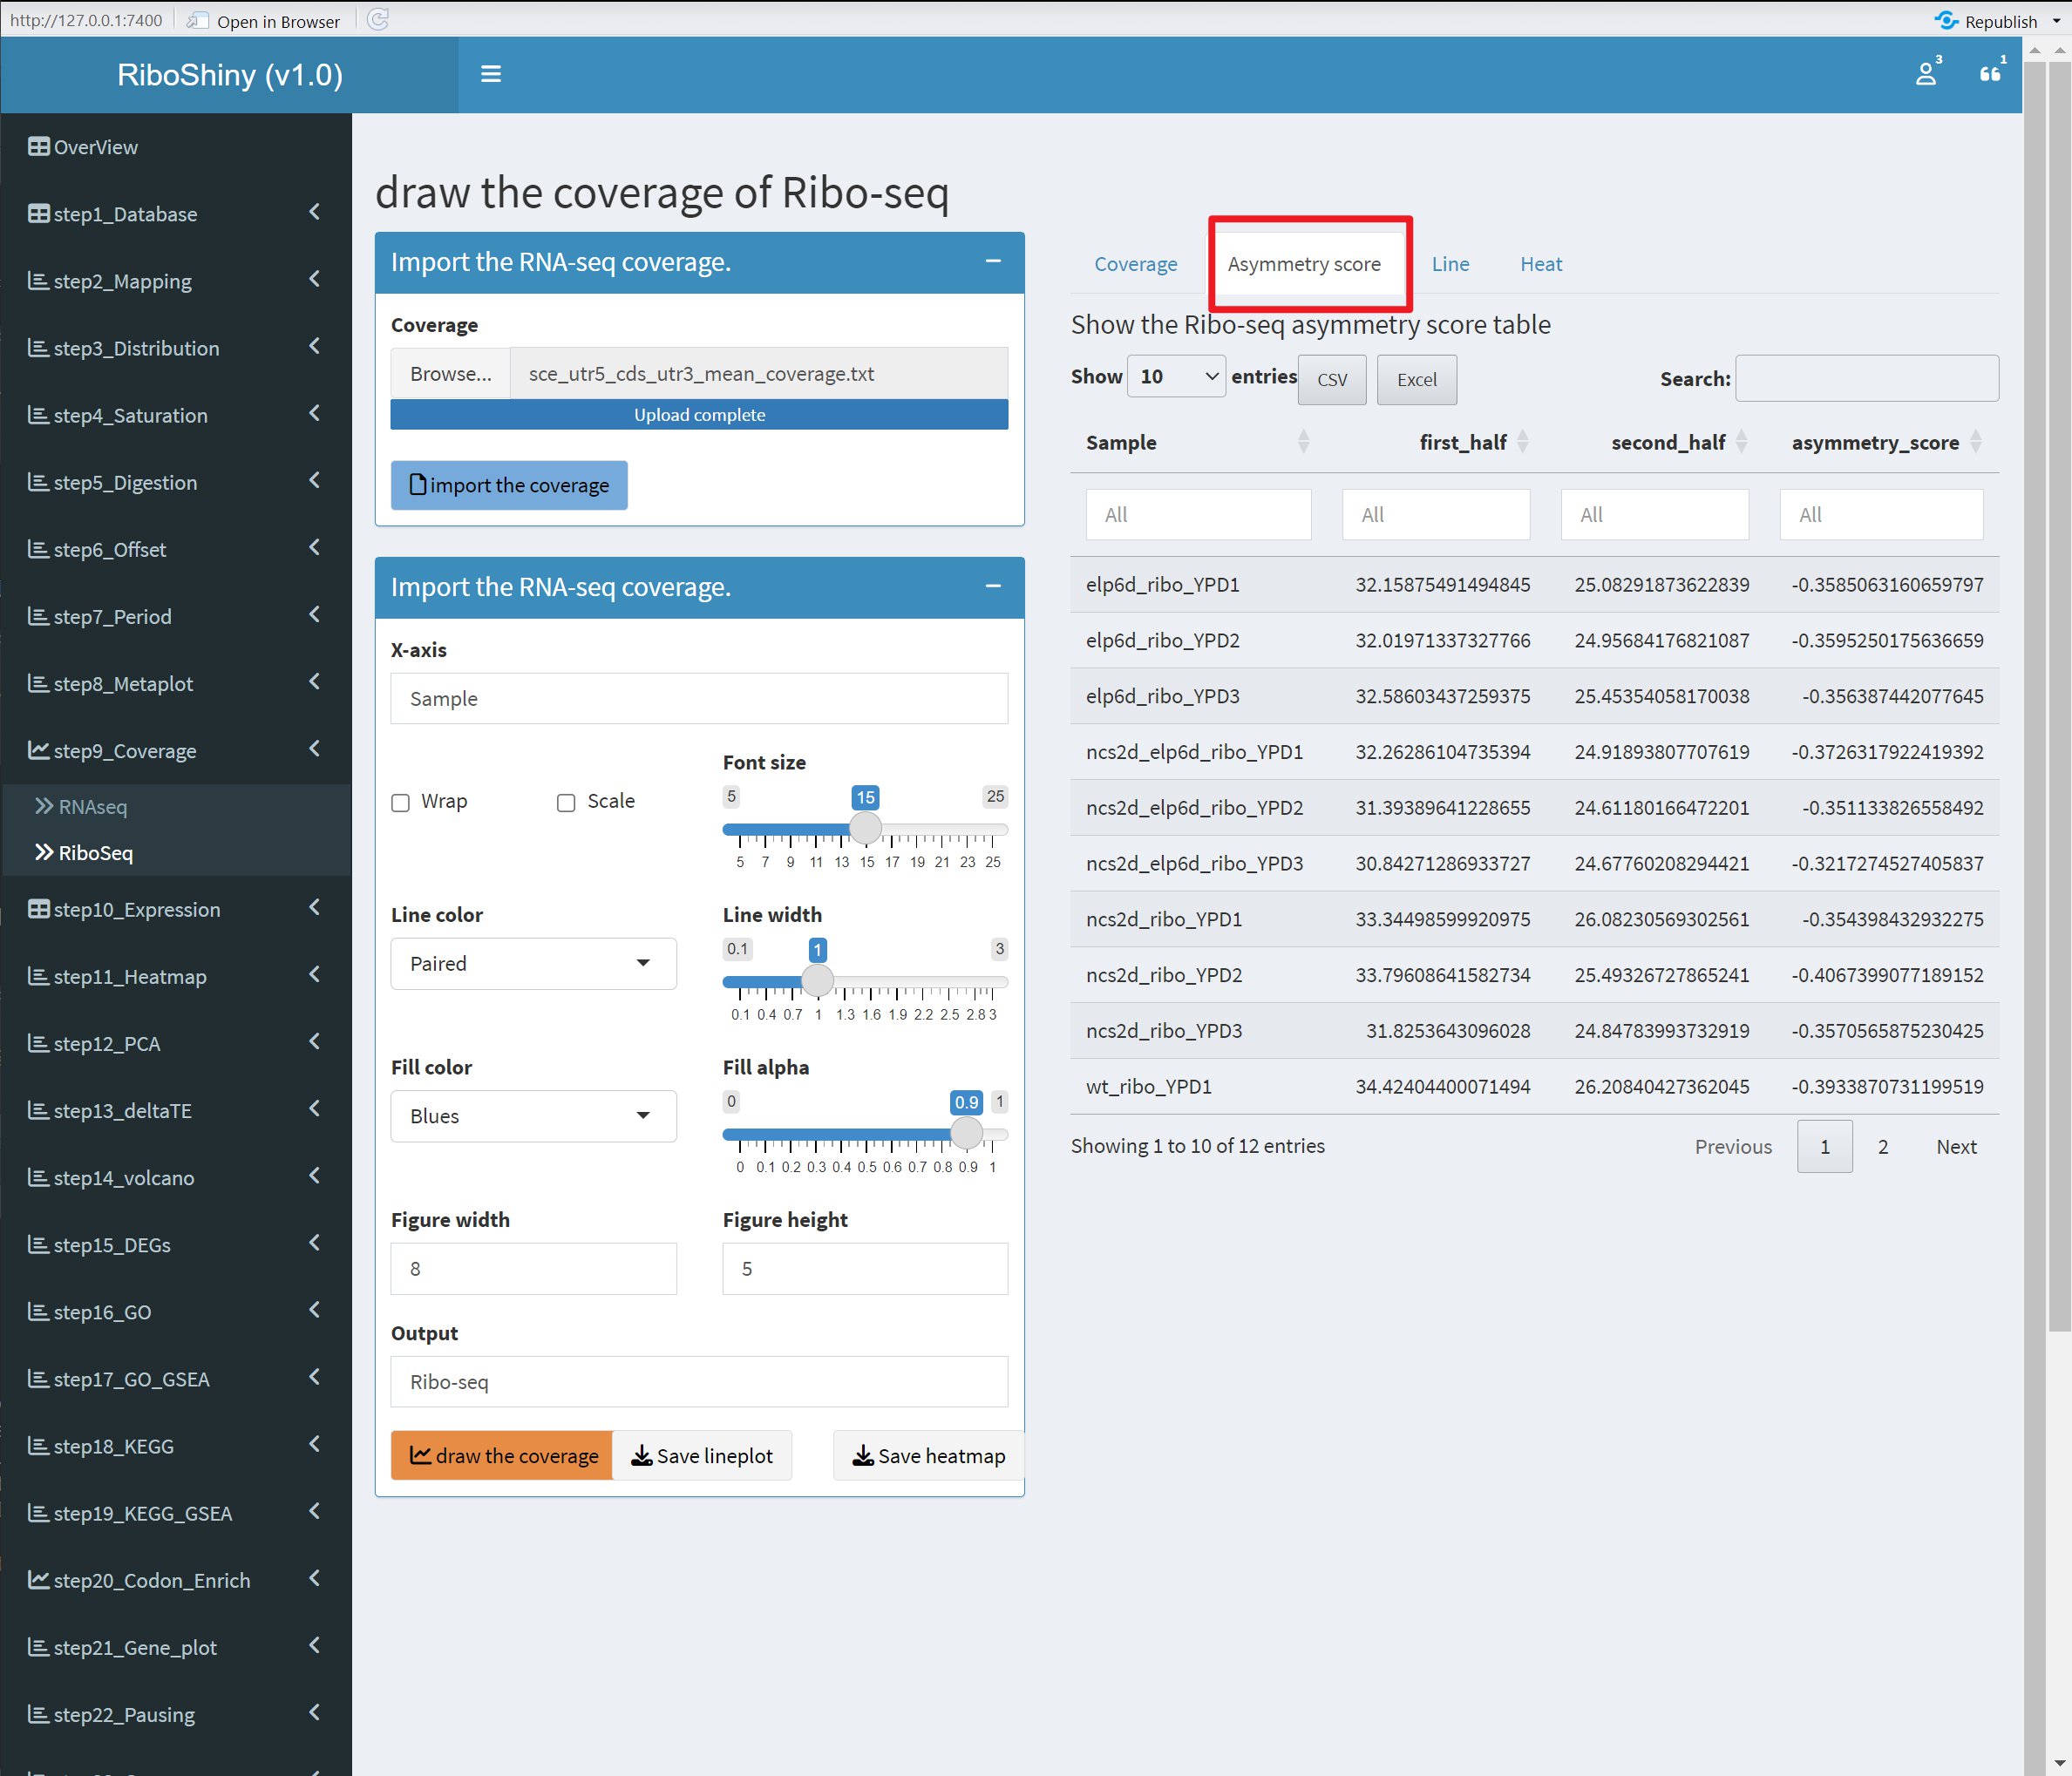 http://127.0.0.1:7400 Open in Browser Republish
RiboShiny (v1.0) 3 1
OverView
step1_Database
step2_Mapping
step3_Distribution
step4_Saturation
step5_Digestion
step6_Offset
step7_Period
step8_Metaplot
step9_Coverage
RNAseq
RiboSeq
step10_Expression
step11_Heatmap
step12_PCA
step13_deltaTE
step14_volcano
step15_DEGs
step16_GO
step17_GO_GSEA
step18_KEGG
step19_KEGG_GSEA
step20_Codon_Enrich
step21_Gene_plot
step22_Pausing
draw the coverage of Ribo-seq
Import the RNA-seq coverage.
Coverage
Browse... sce_utr5_cds_utr3_mean_coverage.txt
Upload complete
import the coverage
Import the RNA-seq coverage.
X-axis
Sample
Wrap Scale
Font size
5 15 25
5 7 9 11 13 15 17 19 21 23 25
Line color
Paired
Line width
0.1 1 3
0.1 0.4 0.7 1 1.3 1.6 1.9 2.2 2.5 2.8 3
Fill color
Blues
Fill alpha
0 0.9 1
0 0.1 0.2 0.3 0.4 0.5 0.6 0.7 0.8 0.9 1
Figure width
8
Figure height
5
Output
Ribo-seq
draw the coverage Save lineplot Save heatmap
Coverage Asymmetry score Line Heat
Show the Ribo-seq asymmetry score table
Show 10 entries CSV Excel Search:
Sample first_half second_half asymmetry_score
All All All All
elp6d_ribo_YPD1 32.15875491494845 25.08291873622839 -0.3585063160659797
elp6d_ribo_YPD2 32.01971337327766 24.95684176821087 -0.3595250175636659
elp6d_ribo_YPD3 32.58603437259375 25.45354058170038 -0.356387442077645
ncs2d_elp6d_ribo_YPD1 32.26286104735394 24.91893807707619 -0.3726317922419392
ncs2d_elp6d_ribo_YPD2 31.39389641228655 24.61180166472201 -0.351133826558492
ncs2d_elp6d_ribo_YPD3 30.84271286933727 24.67760208294421 -0.3217274527405837
ncs2d_ribo_YPD1 33.34498599920975 26.08230569302561 -0.354398432932275
ncs2d_ribo_YPD2 33.79608641582734 25.49326727865241 -0.4067399077189152
ncs2d_ribo_YPD3 31.8253643096028 24.84783993732919 -0.3570565875230425
wt_ribo_YPD1 34.42404400071494 26.20840427362045 -0.3933870731199519
Showing 1 to 10 of 12 entries Previous 1 2 Next